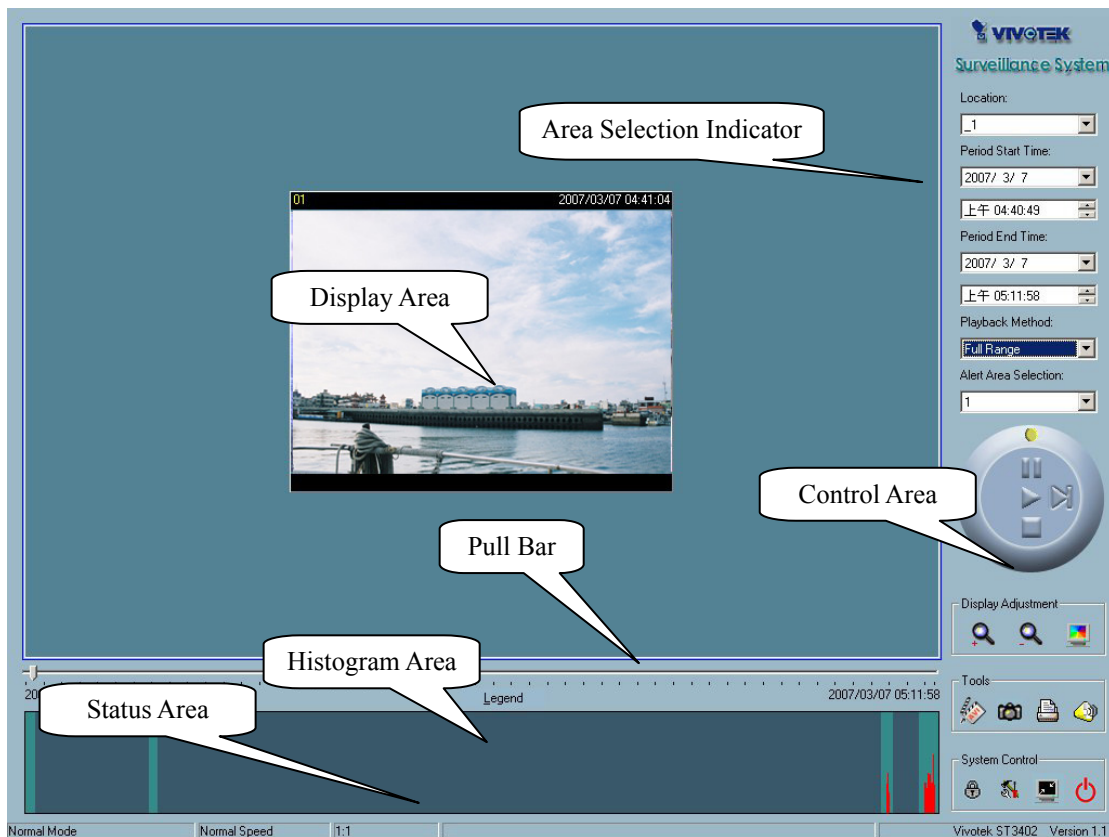 VIVOTEK
Surveillance System
Location:
_1
Period Start Time:
2007/ 3/ 7
上午 04:40:49
Period End Time:
2007/ 3/ 7
上午 05:11:58
Playback Method:
Full Range
Alert Area Selection:
1
Area Selection Indicator
01 2007/03/07 04:41:04
Display Area
Control Area
Pull Bar
Display Adjustment
Histogram Area
Tools
Legend
2007/03/07 05:11:58
Status Area
System Control
Normal Mode
Normal Speed
1:1
Vivotek ST3402 Version 1.1